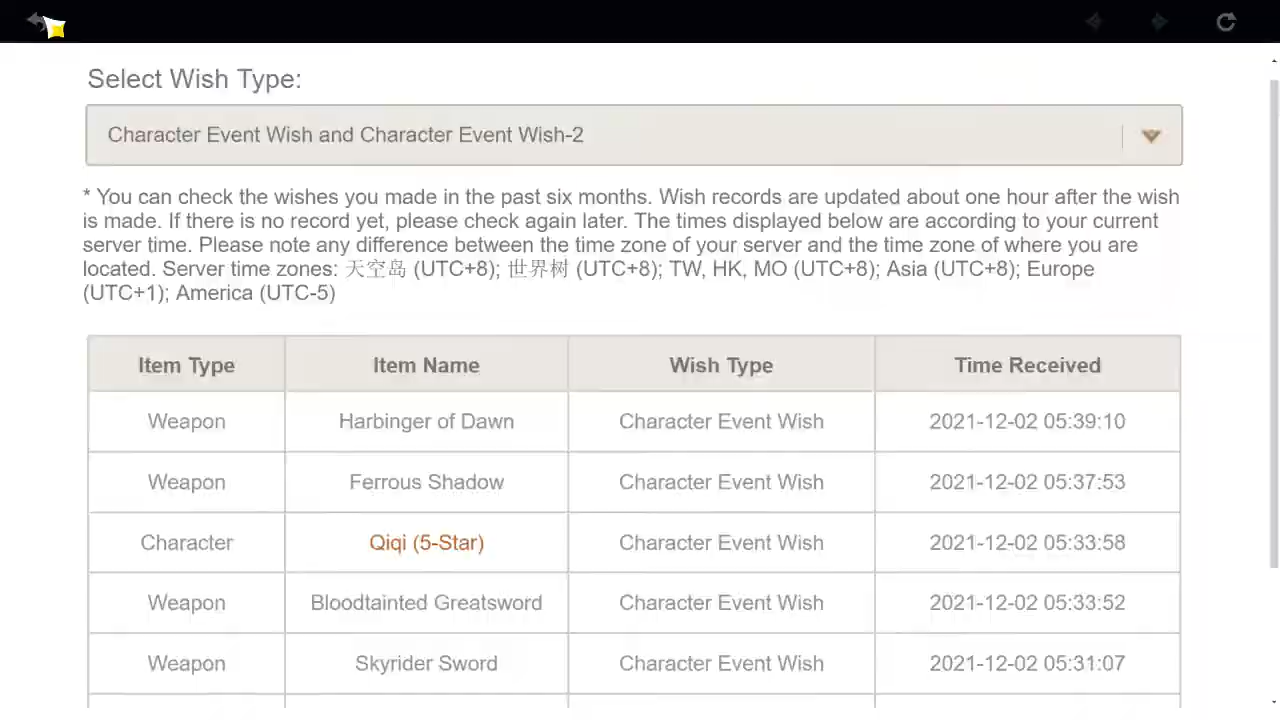 Select Wish Type:
Character Event Wish and Character Event Wish-2
* You can check the wishes you made in the past six months. Wish records are updated about one hour after the wish
is made. If there is no record yet, please check again later. The times displayed below are according to your current
server time. Please note any difference between the time zone of your server and the time zone of where you are
located. Server time zones: 天空岛 (UTC+8); 世界树 (UTC+8); TW, HK, MO (UTC+8); Asia (UTC+8); Europe
(UTC+1); America (UTC-5)
Item Type Item Name Wish Type Time Received
Weapon Harbinger of Dawn Character Event Wish 2021-12-02 05:39:10
Weapon Ferrous Shadow Character Event Wish 2021-12-02 05:37:53
Character Qiqi (5-Star) Character Event Wish 2021-12-02 05:33:58
Weapon Bloodtainted Greatsword Character Event Wish 2021-12-02 05:33:52
Weapon Skyrider Sword Character Event Wish 2021-12-02 05:31:07